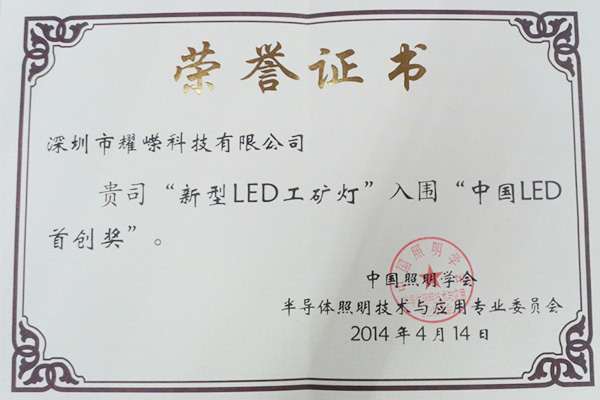 荣誉证书
深圳市耀嵘科技有限公司
贵司“新型LED工矿灯”入围“中国LED
首创奖”。
中国照明学会
半导体照明技术与应用专业委员会
2014年4月14日